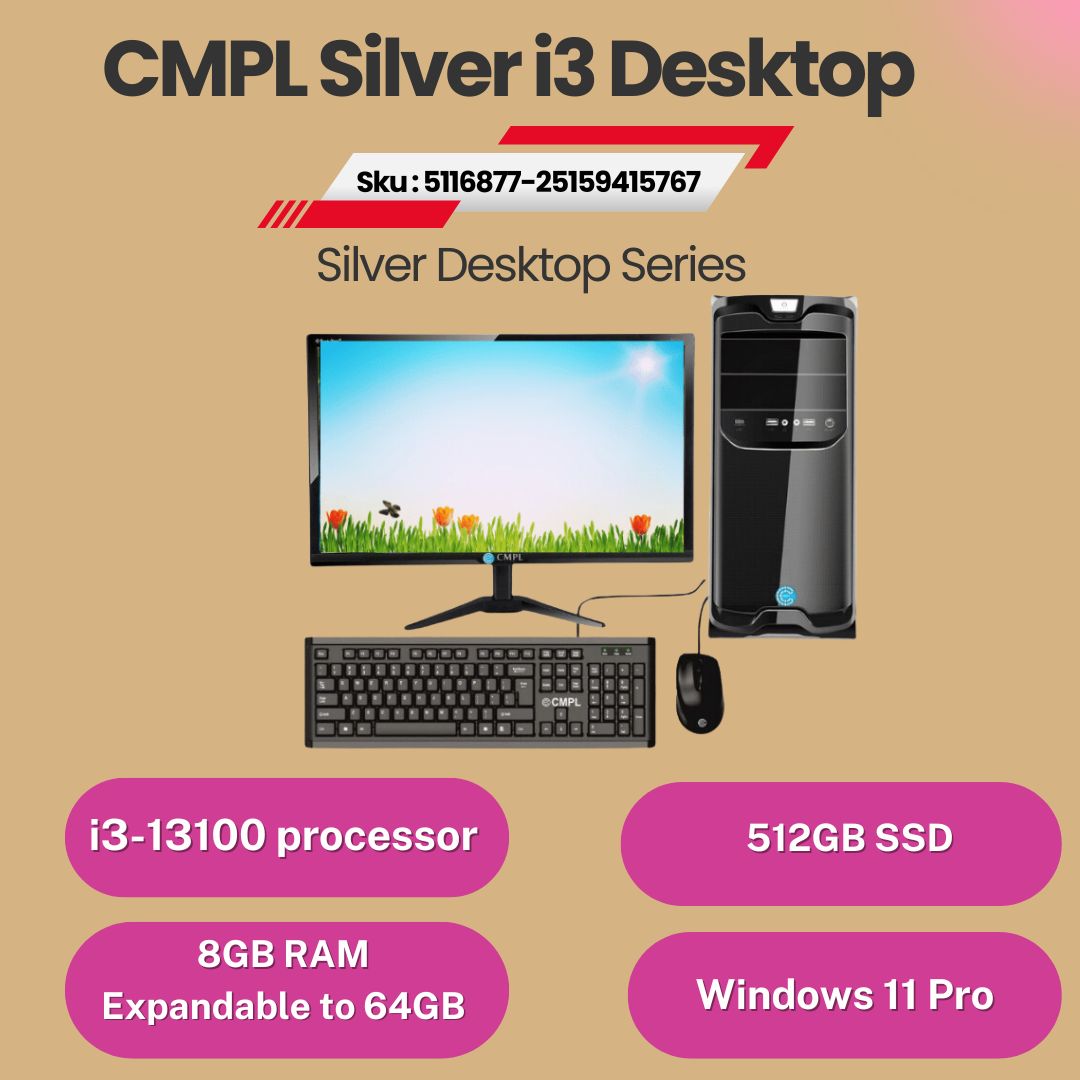 CMPL Silver i3 Desktop
Sku : 5116877-25159415767
Silver Desktop Series
CMPL
CMPL
i3-13100 processor
512GB SSD
8GB RAM
Expandable to 64GB
Windows 11 Pro